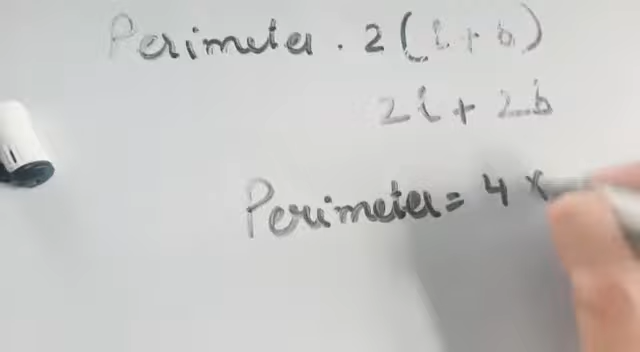 Perimeter . 2(l+b)
2l + 2b
Perimeter = 4 x